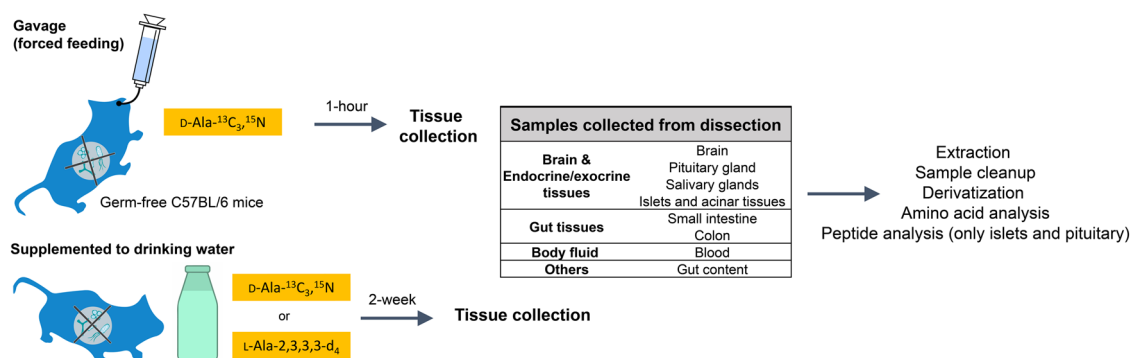 Gavage
(forced feeding)
D-Ala-¹³C₃,¹⁵N
1-hour
Tissue
collection
Germ-free C57BL/6 mice
Supplemented to drinking water
D-Ala-¹³C₃,¹⁵N
or
L-Ala-2,3,3,3-d₄
2-week
Tissue collection
Samples collected from dissection
Brain &
Endocrine/exocrine
tissues
Brain
Pituitary gland
Salivary glands
Islets and acinar tissues
Gut tissues
Small intestine
Colon
Body fluid
Blood
Others
Gut content
Extraction
Sample cleanup
Derivatization
Amino acid analysis
Peptide analysis (only islets and pituitary)